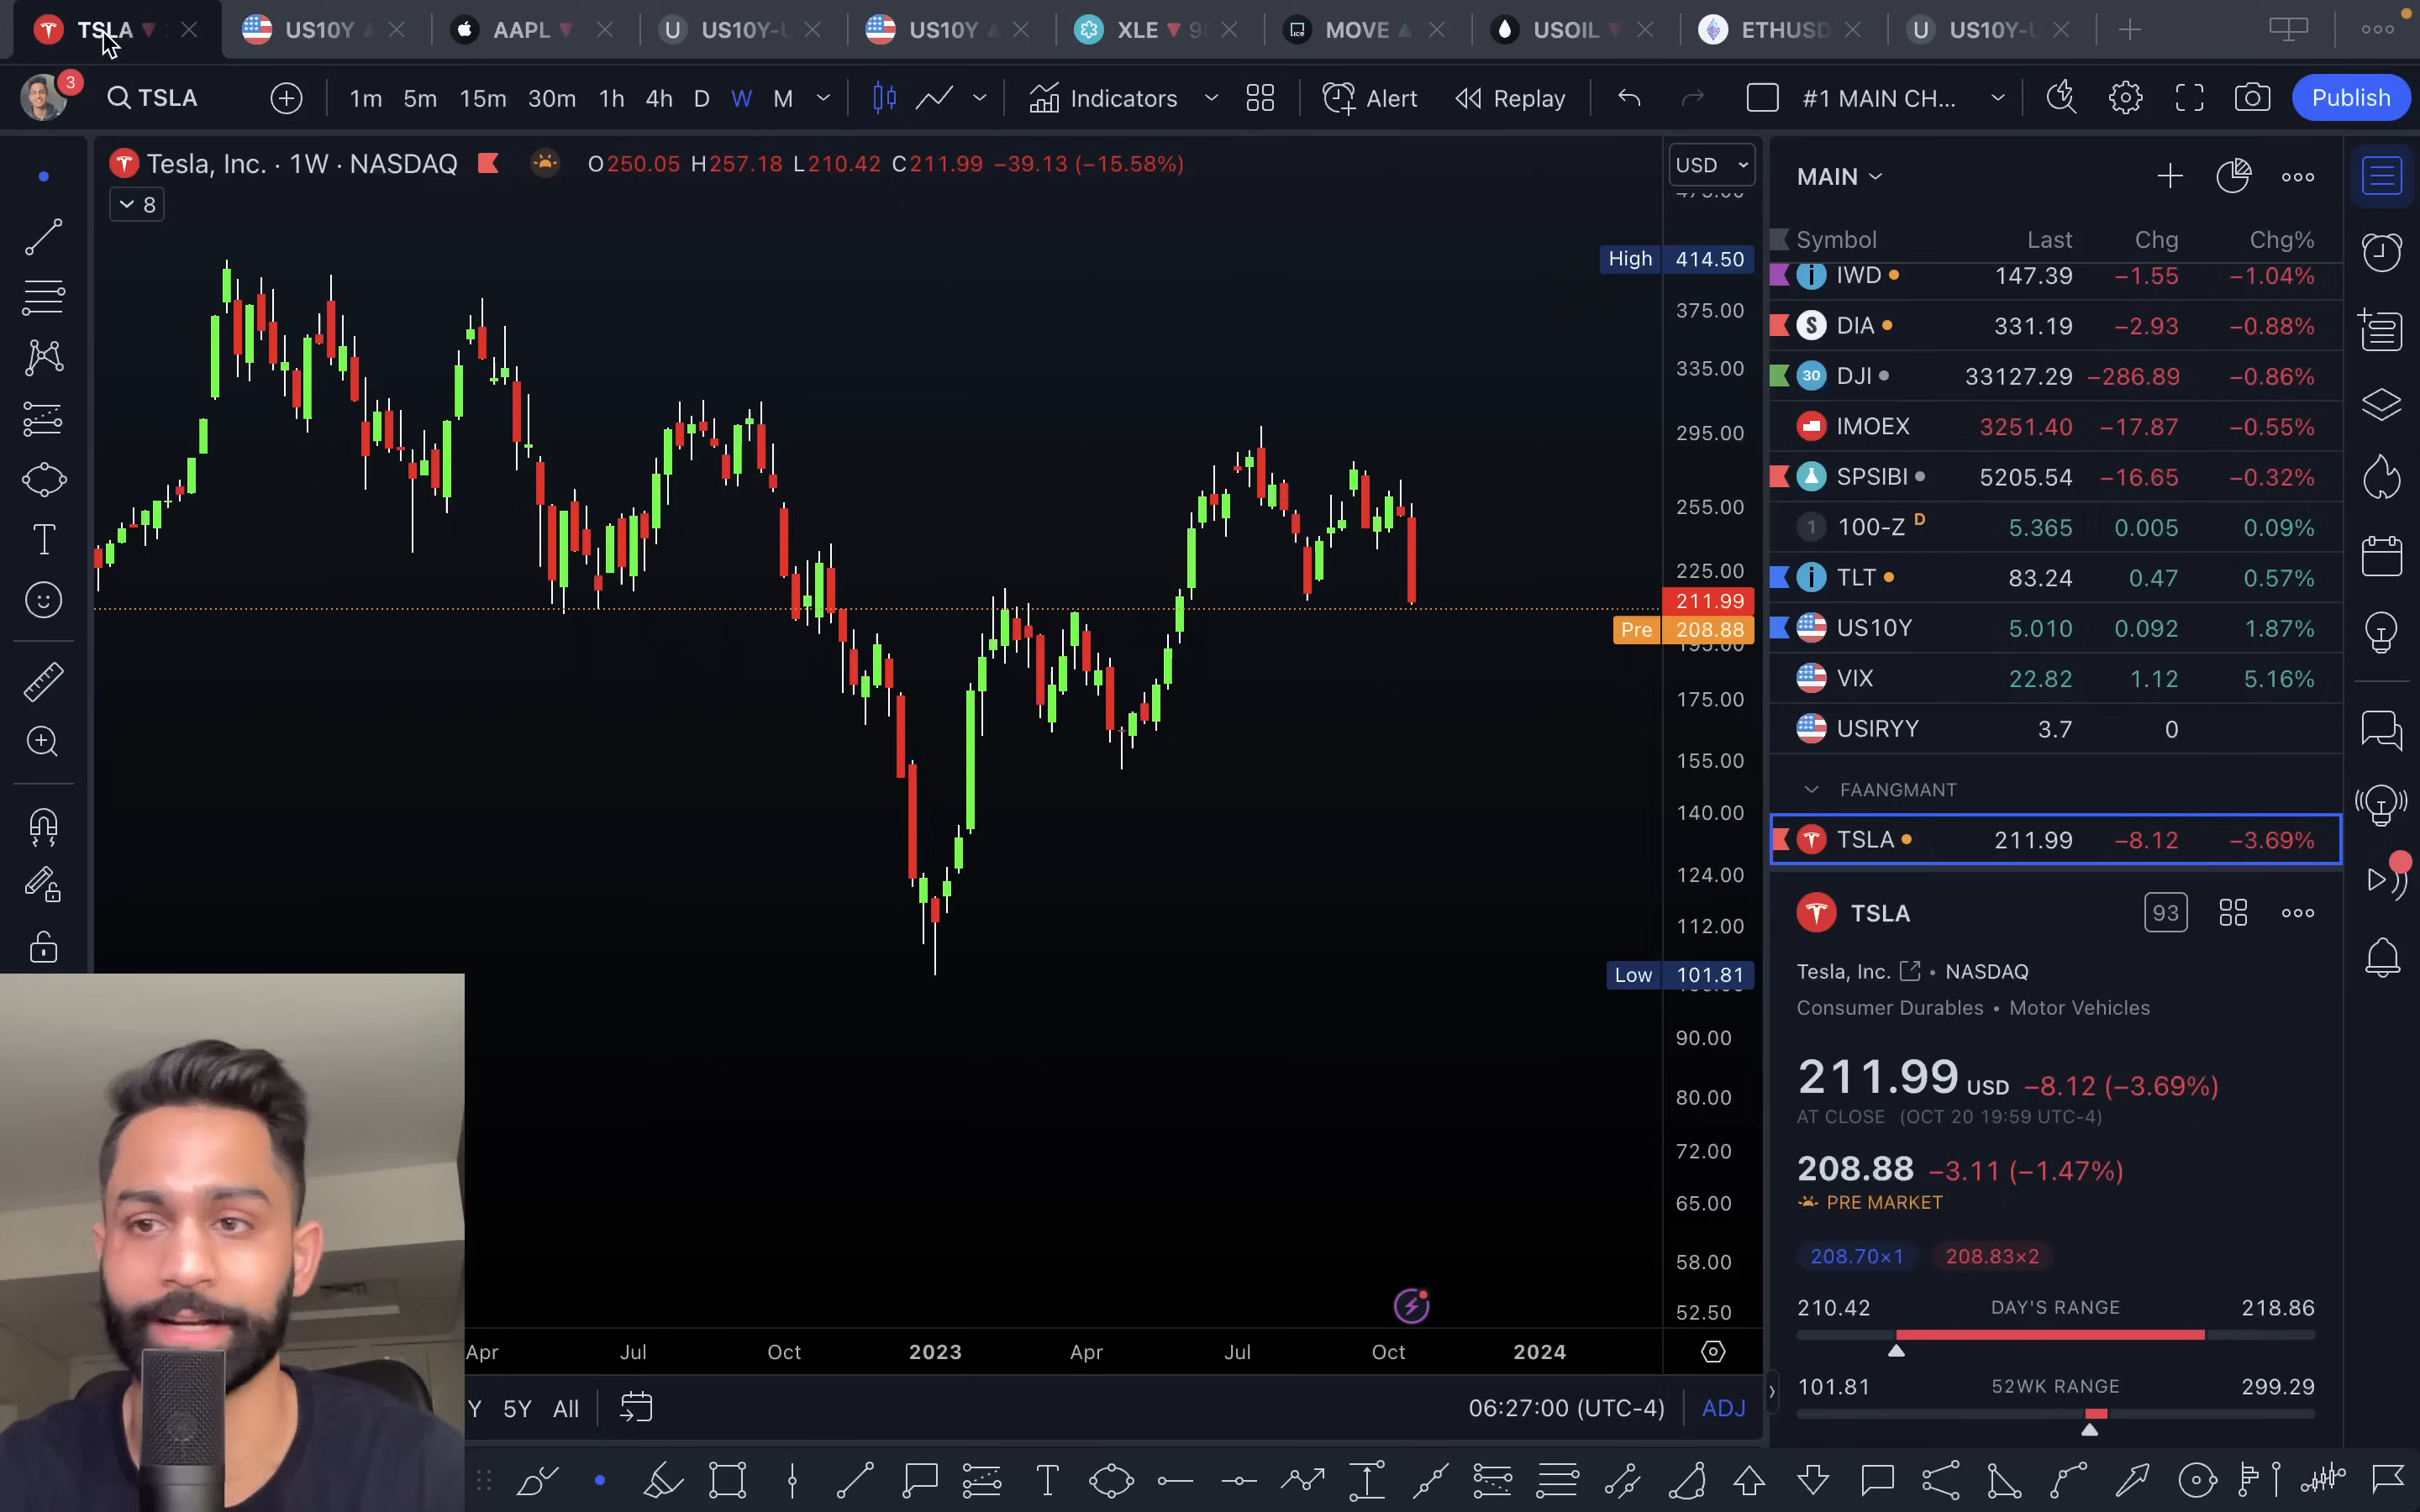 TSLA US10Y AAPL US10Y-U US10Y XLE 90 MOVE USOIL ETHUSD US10Y-U
3 TSLA 1m 5m 15m 30m 1h 4h D W M Indicators Alert Replay #1 MAIN CH... Publish
Tesla, Inc. · 1W · NASDAQ O250.05 H257.18 L210.42 C211.99 −39.13 (−15.58%)
8
USD
High 414.50
375.00
335.00
295.00
255.00
225.00
211.99
Pre 208.88
195.00
175.00
155.00
140.00
124.00
112.00
Low 101.81
90.00
80.00
72.00
65.00
58.00
52.50
Apr Jul Oct 2023 Apr Jul Oct 2024
Y 5Y All 06:27:00 (UTC-4) ADJ
MAIN
Symbol Last Chg Chg%
IWD 147.39 −1.55 −1.04%
DIA 331.19 −2.93 −0.88%
30 DJI 33127.29 −286.89 −0.86%
IMOEX 3251.40 −17.87 −0.55%
SPSIBI 5205.54 −16.65 −0.32%
1 100-Z D 5.365 0.005 0.09%
TLT 83.24 0.47 0.57%
US10Y 5.010 0.092 1.87%
VIX 22.82 1.12 5.16%
USIRYY 3.7 0
FAANGMANT
TSLA 211.99 −8.12 −3.69%
TSLA 93
Tesla, Inc. • NASDAQ
Consumer Durables • Motor Vehicles
211.99 USD −8.12 (−3.69%)
AT CLOSE (OCT 20 19:59 UTC-4)
208.88 −3.11 (−1.47%)
PRE MARKET
208.70×1 208.83×2
210.42 DAY'S RANGE 218.86
101.81 52WK RANGE 299.29